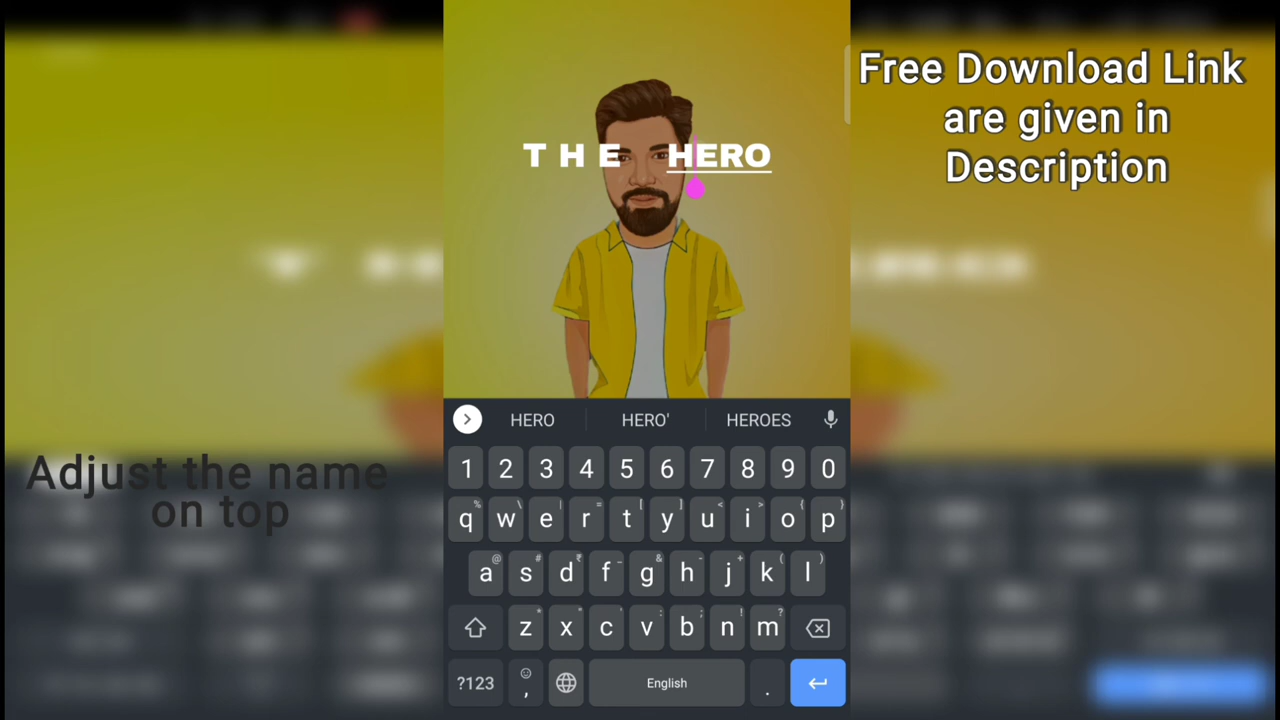 Free Download Link
are given in
Description
T H E HERO
Adjust the name
on top
HERO HERO' HEROES
1 2 3 4 5 6 7 8 9 0
% \ | = [ ] < > { }
q w e r t y u i o p
@ # ₹ _ & - + ( )
a s d f g h j k l
* " ' : ; ! ?
z x c v b n m
?123 , English .